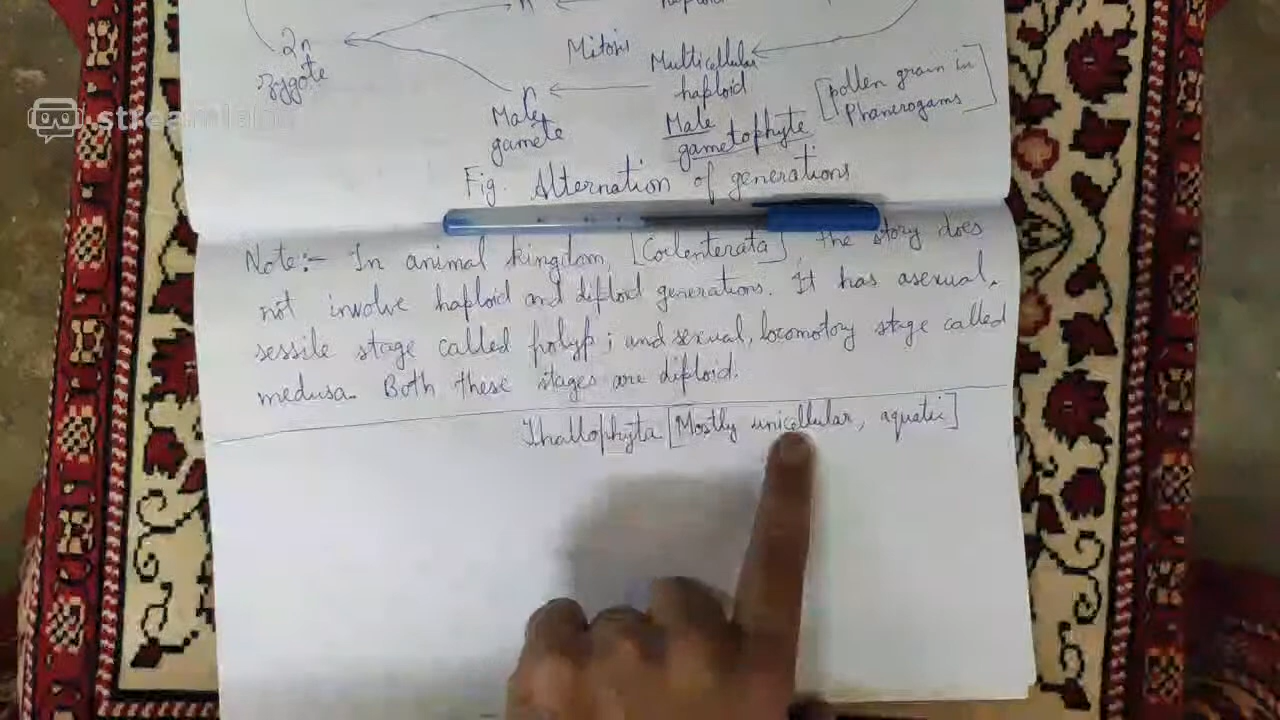 haploid
2n
Zygote
Mitosis
Multicellular
haploid
n
Male
gamete
Male
gametophyte
[pollen grain in
Phanerogams]
streamlabs
Fig. Alternation of generations
Note:- In animal kingdom, [Coelenterata], the story does
not involve haploid and diploid generations. It has asexual,
sessile stage called polyp; and sexual, locomotory stage called
medusa. Both these stages are diploid.
Thallophyta [Mostly unicellular, aquatic]